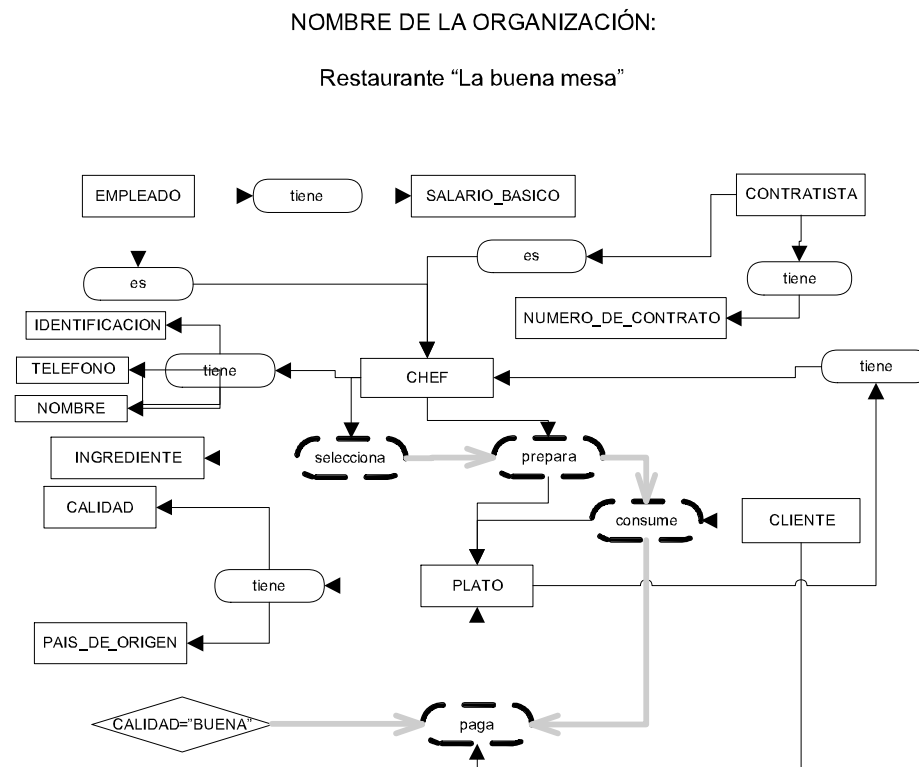 NOMBRE DE LA ORGANIZACIÓN:
Restaurante “La buena mesa”
EMPLEADO
tiene
SALARIO_BASICO
CONTRATISTA
es
es
tiene
IDENTIFICACION
NUMERO_DE_CONTRATO
TELEFONO
tiene
CHEF
tiene
NOMBRE
INGREDIENTE
selecciona
prepara
CALIDAD
consume
CLIENTE
tiene
PLATO
PAIS_DE_ORIGEN
CALIDAD=”BUENA”
paga